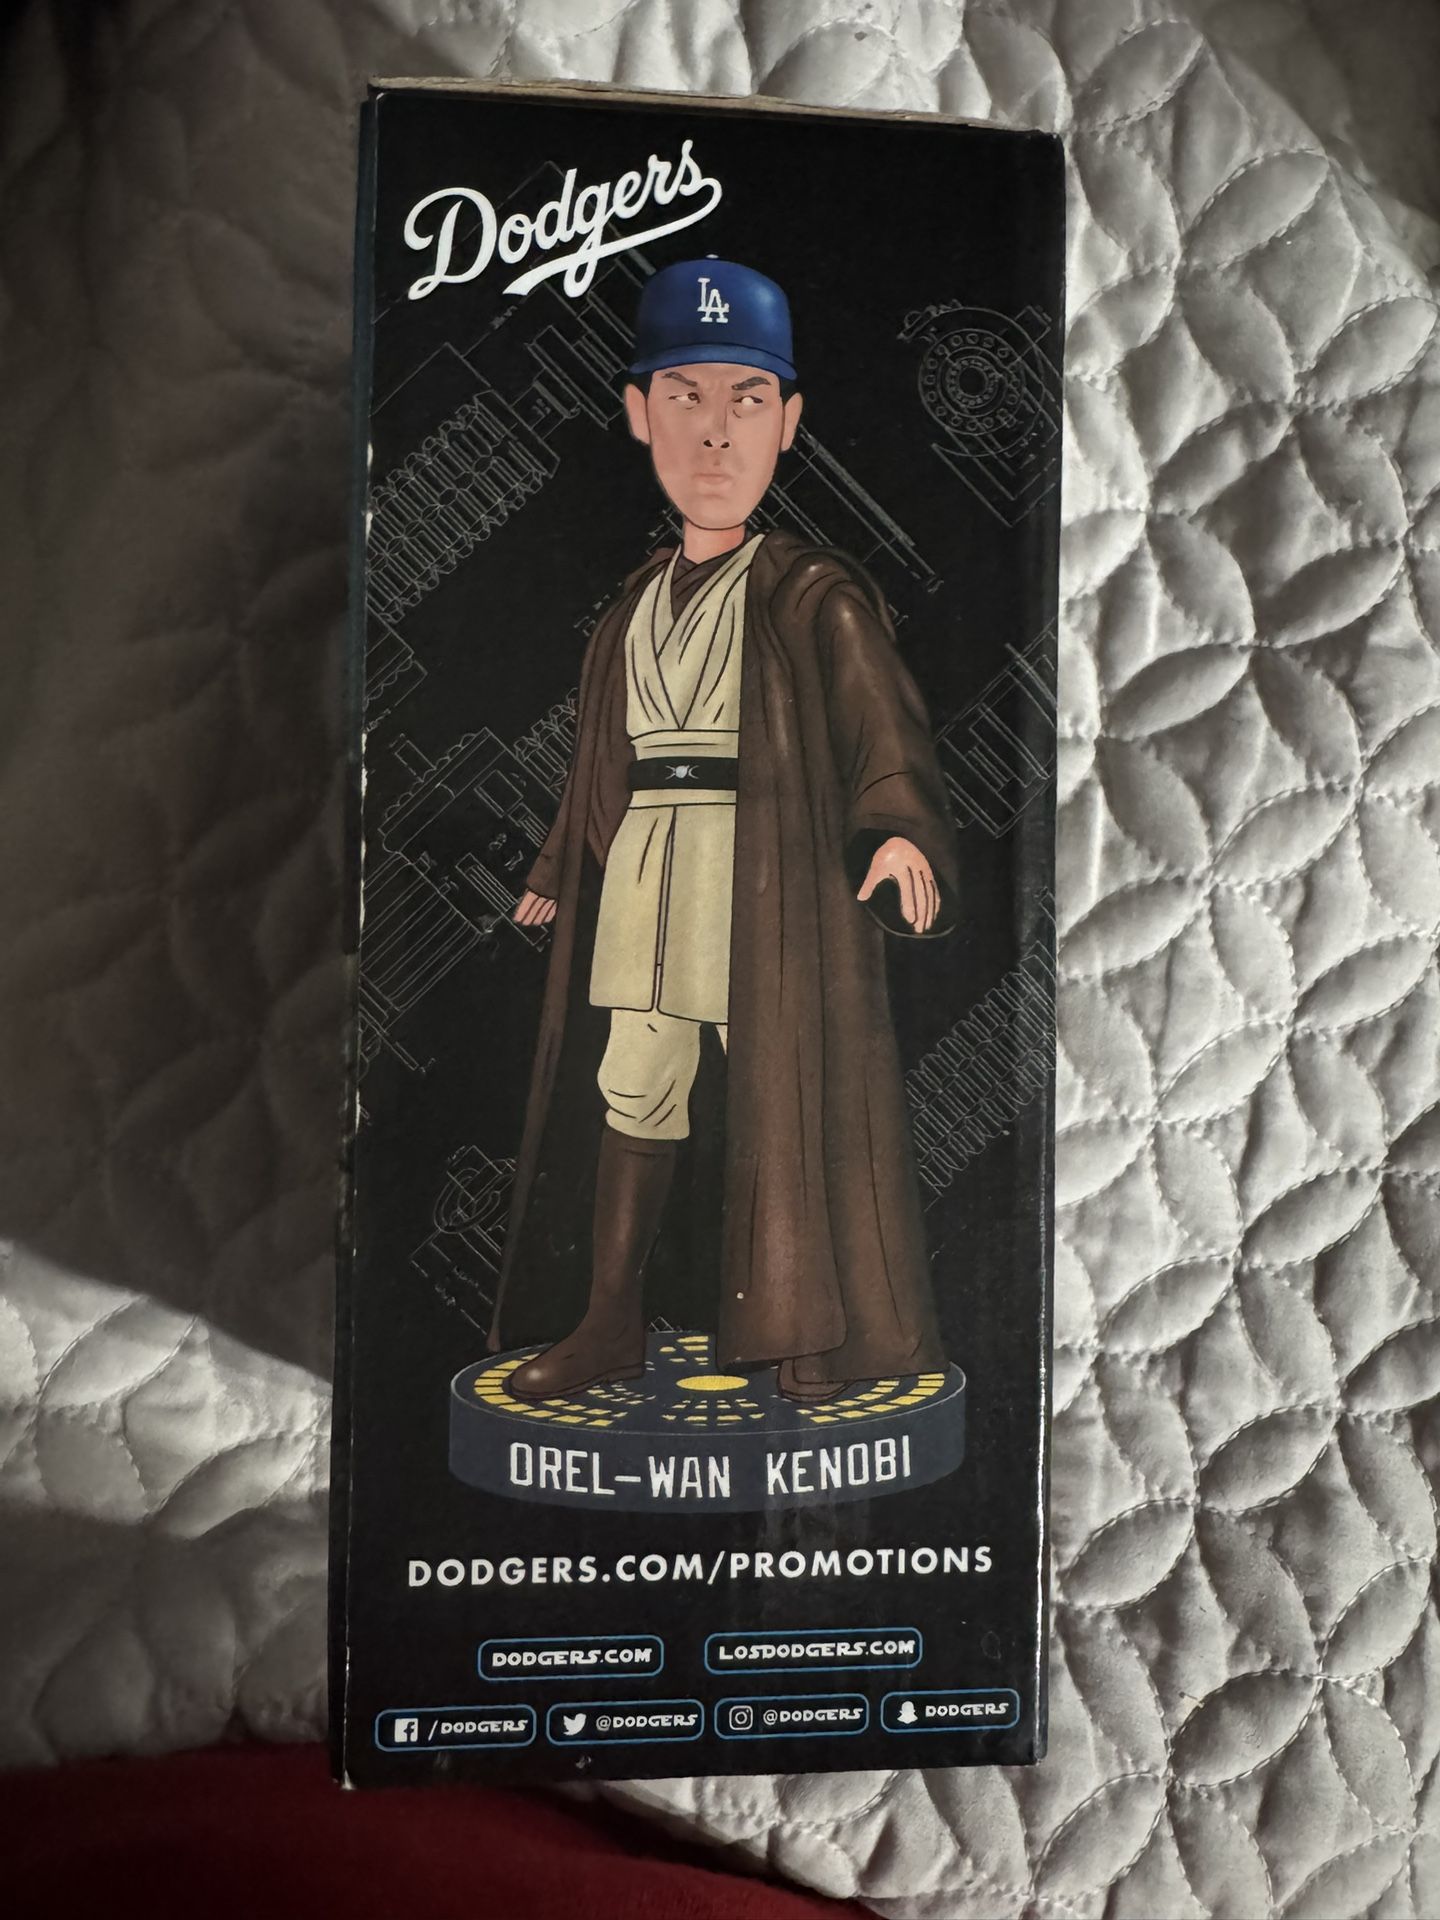 Dodgers
LA
OREL-WAN KENOBI
DODGERS.COM/PROMOTIONS
DODGERS.COM LOSDODGERS.COM
/DODGERS @DODGERS @DODGERS DODGERS